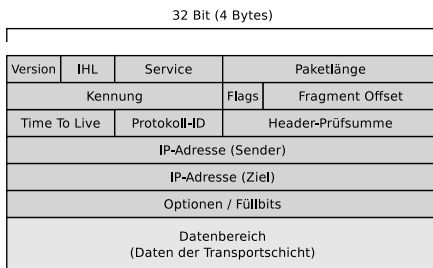 32 Bit (4 Bytes)
Version IHL Service Paketlänge
Kennung Flags Fragment Offset
Time To Live Protokoll-ID Header-Prüfsumme
IP-Adresse (Sender)
IP-Adresse (Ziel)
Optionen / Füllbits
Datenbereich
(Daten der Transportschicht)